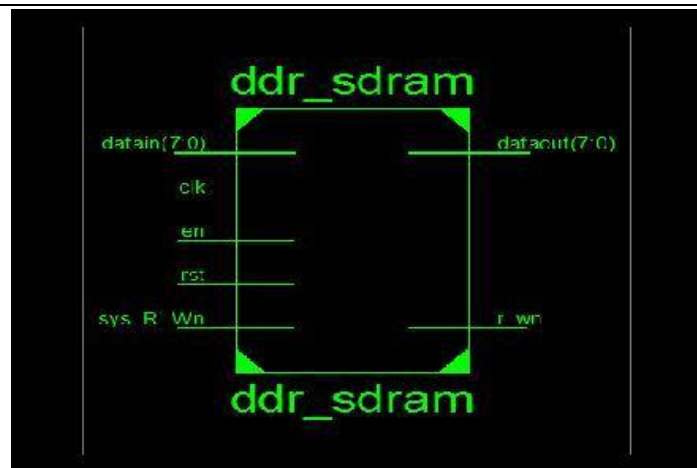 ddr_sdram
datain(7:0)
dataout(7:0)
clk
en
rst
sys_R_Wn
r_wn
ddr_sdram